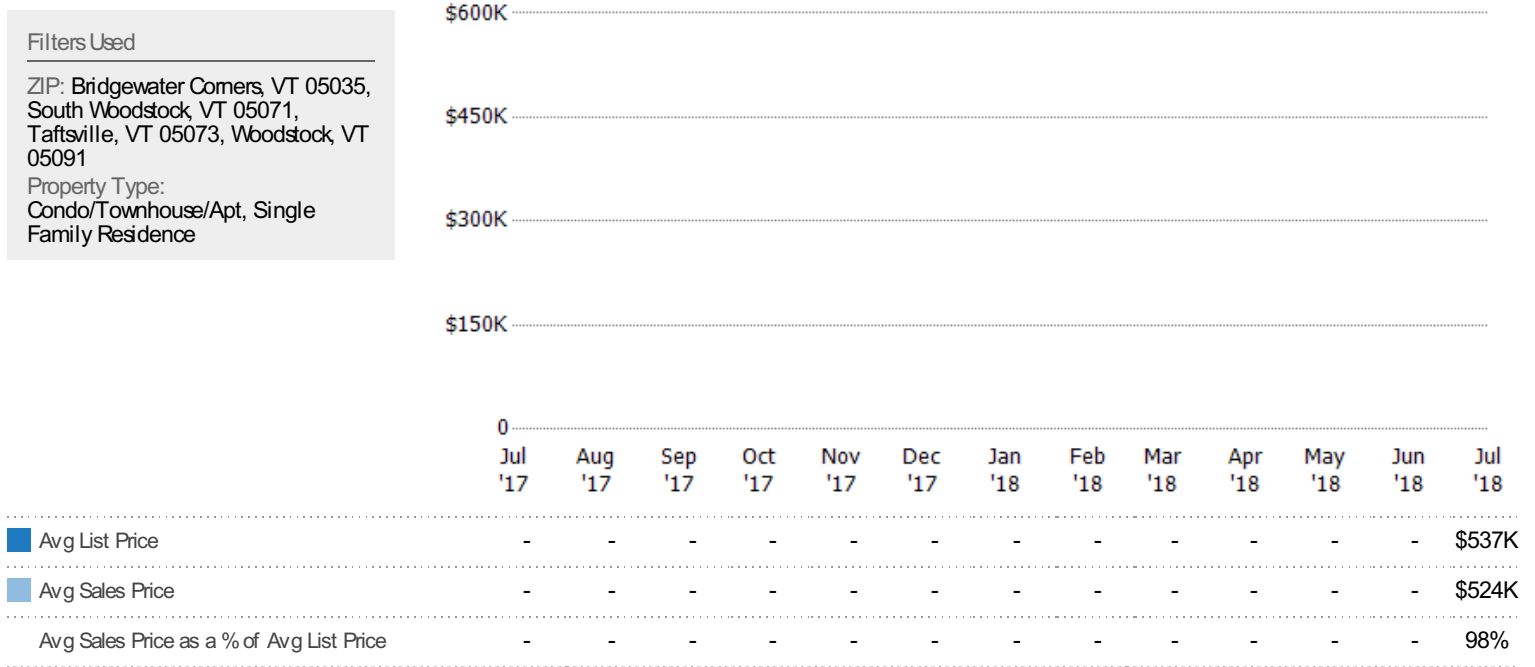 Filters Used
ZIP: Bridgewater Corners, VT 05035,
South Woodstock, VT 05071,
Taftsville, VT 05073, Woodstock, VT
05091
Property Type:
Condo/Townhouse/Apt, Single
Family Residence
$600K
$450K
$300K
$150K
0
Jul Aug Sep Oct Nov Dec Jan Feb Mar Apr May Jun Jul
'17 '17 '17 '17 '17 '17 '18 '18 '18 '18 '18 '18 '18
Avg List Price - - - - - - - - - - - - $537K
Avg Sales Price - - - - - - - - - - - - $524K
Avg Sales Price as a % of Avg List Price - - - - - - - - - - - - 98%